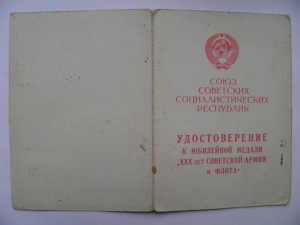 СОЮЗ
СОВЕТСКИХ
СОЦИАЛИСТИЧЕСКИХ
РЕСПУБЛИК
УДОСТОВЕРЕНИЕ
К ЮБИЛЕЙНОЙ МЕДАЛИ
„XXX ЛЕТ СОВЕТСКОЙ АРМИИ
И ФЛОТА“